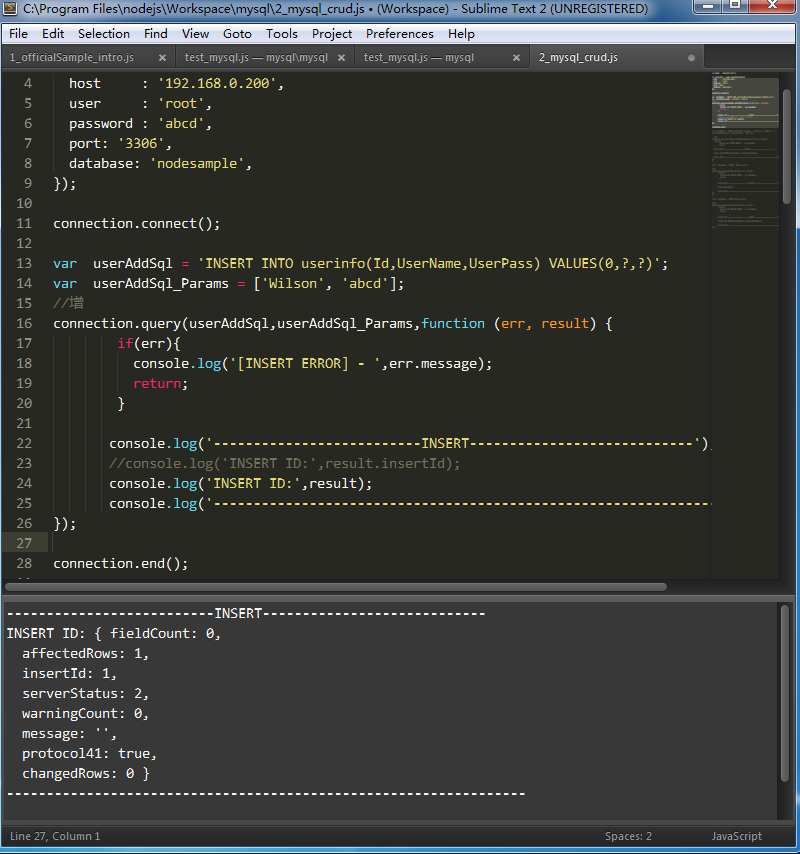 C:\Program Files\nodejs\Workspace\mysql\2_mysql_crud.js • (Workspace) - Sublime Text 2 (UNREGISTERED)
File Edit Selection Find View Goto Tools Project Preferences Help
1_officialSample_intro.js × test_mysql.js — mysql\mysql × test_mysql.js — mysql × 2_mysql_crud.js
4 host     : '192.168.0.200',
5 user     : 'root',
6 password : 'abcd',
7 port: '3306',
8 database: 'nodesample',
9 });
10
11 connection.connect();
12
13 var  userAddSql = 'INSERT INTO userinfo(Id,UserName,UserPass) VALUES(0,?,?)';
14 var  userAddSql_Params = ['Wilson', 'abcd'];
15 //增
16 connection.query(userAddSql,userAddSql_Params,function (err, result) {
17 if(err){
18 console.log('[INSERT ERROR] - ',err.message);
19 return;
20 }
21
22 console.log('--------------------------INSERT----------------------------')
23 //console.log('INSERT ID:',result.insertId);
24 console.log('INSERT ID:',result);
25 console.log('---------------------------------------------------------------
26 });
27
28 connection.end();
--------------------------INSERT----------------------------
INSERT ID: { fieldCount: 0,
affectedRows: 1,
insertId: 1,
serverStatus: 2,
warningCount: 0,
message: '',
protocol41: true,
changedRows: 0 }
-----------------------------------------------------------------
Line 27, Column 1 Spaces: 2 JavaScript